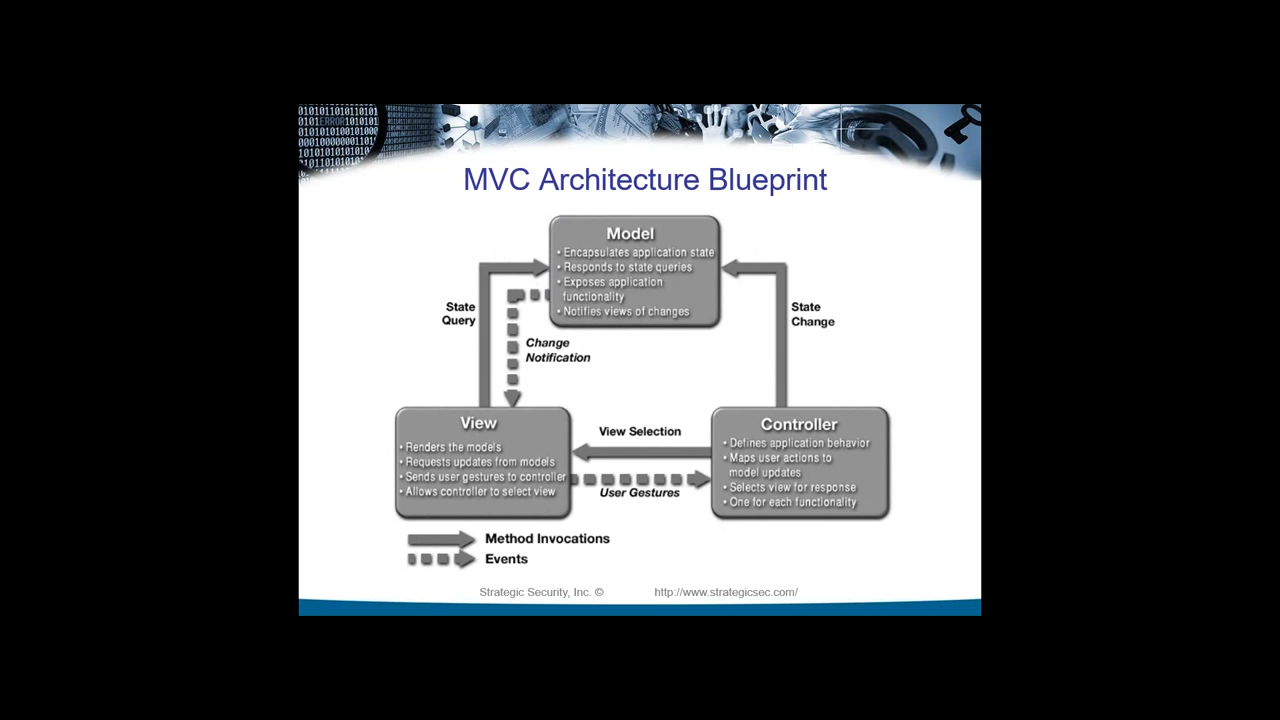 MVC Architecture Blueprint
Model
• Encapsulates application state
• Responds to state queries
• Exposes application
functionality
• Notifies views of changes
State
Query
State
Change
Change
Notification
View
• Renders the models
• Requests updates from models
• Sends user gestures to controller
• Allows controller to select view
View Selection
User Gestures
Controller
• Defines application behavior
• Maps user actions to
model updates
• Selects view for response
• One for each functionality
Method Invocations
Events
Strategic Security, Inc. © http://www.strategicsec.com/